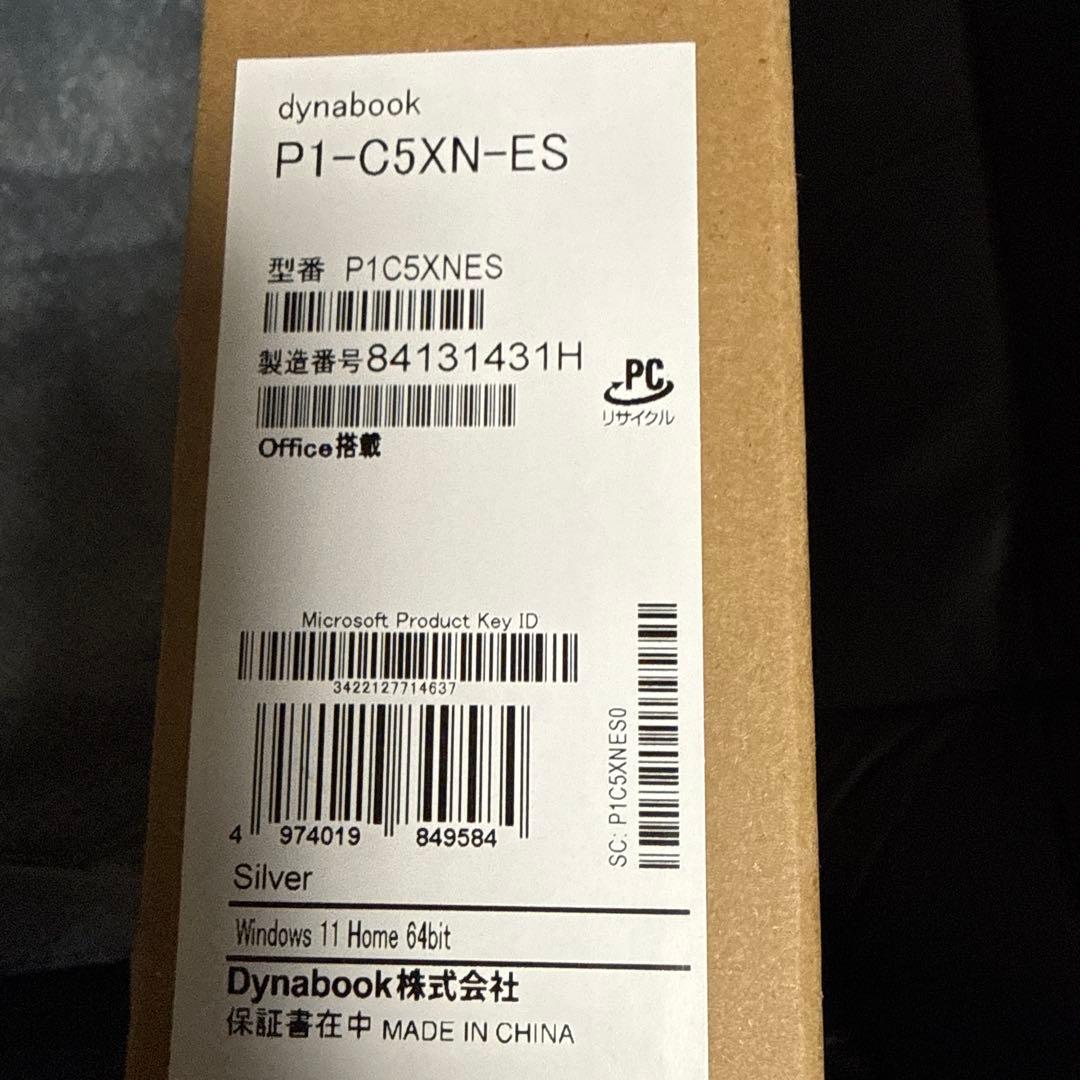 dynabook
P1-C5XN-ES
型番 P1C5XNES
製造番号84131431H
PC
リサイクル
Office搭載
Microsoft Product Key ID
3422127714637
4 974019 849584
SC: P1C5XNES0
Silver
Windows 11 Home 64bit
Dynabook株式会社
保証書在中 MADE IN CHINA